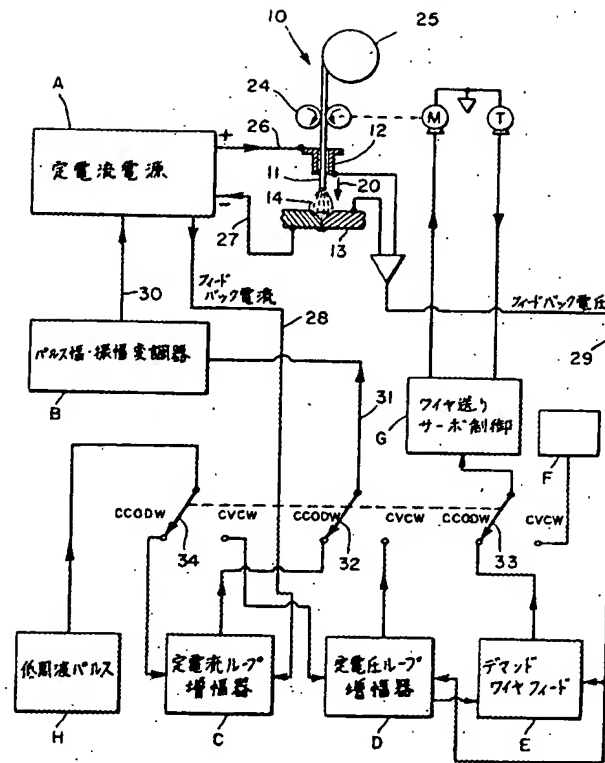 10
25
A
24
M
T
+
26
12
定電流電源
11
20
14
−
27
13
フィード
バック電流
30
28
フィードバック電圧
29
パルス幅・振幅変調器
B
31
G
ワイヤ送り
サーボ制御
F
CCODW
CVCW
CCODW
CVCW
CCODW
CVCW
34
32
33
低周波パルス
定電流ループ
増幅器
定電圧ループ
増幅器
デマンド
ワイヤフィード
H
C
D
E